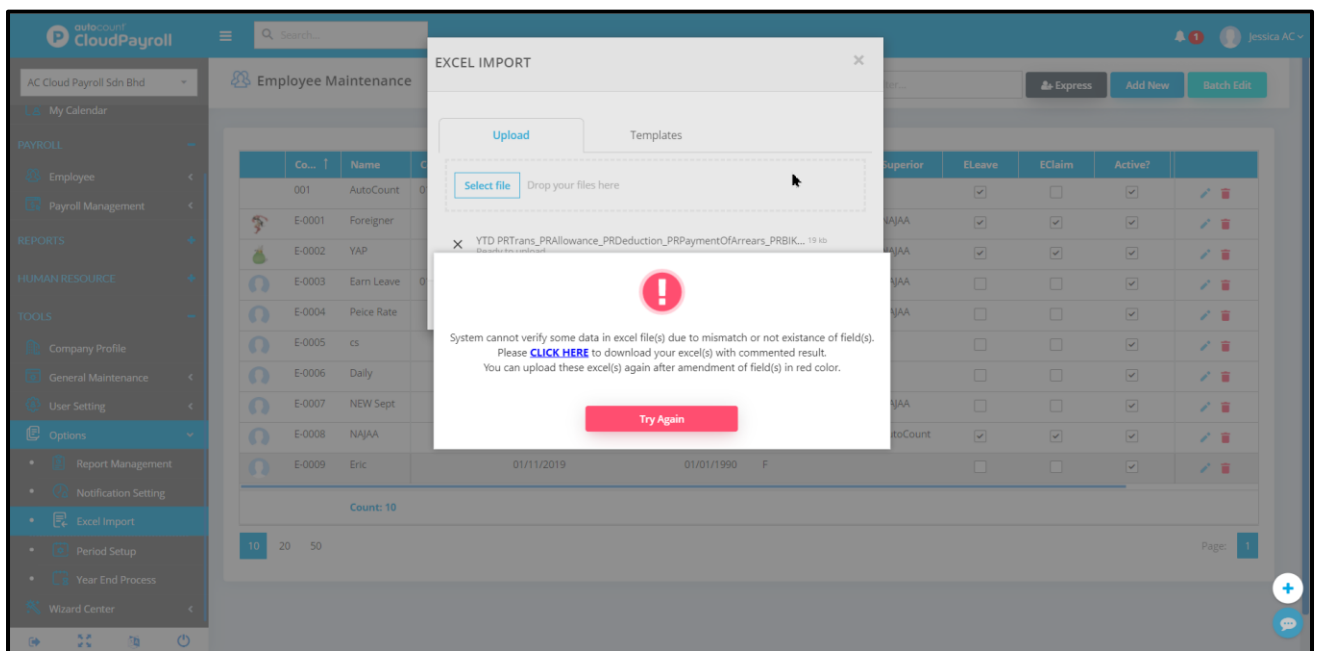 autocount
CloudPayroll
Search...
1
Jessica AC
AC Cloud Payroll Sdn Bhd
My Calendar
PAYROLL
Employee
Payroll Management
REPORTS
HUMAN RESOURCE
TOOLS
Company Profile
General Maintenance
User Setting
Options
Report Management
Notification Setting
Excel Import
Period Setup
Year End Process
Wizard Center
Employee Maintenance
Express
Add New
Batch Edit
EXCEL IMPORT
Upload
Templates
Select file
Drop your files here
YTD PRTrans_PRAllowance_PRDeduction_PRPaymentOfArrears_PRBIK... 19 kb
Ready to upload
System cannot verify some data in excel file(s) due to mismatch or not existance of field(s).
Please CLICK HERE to download your excel(s) with commented result.
You can upload these excel(s) again after amendment of field(s) in red color.
Try Again
Co... ↑ Name Superior ELeave EClaim Active?
001 AutoCount
E-0001 Foreigner
E-0002 YAP
E-0003 Earn Leave
E-0004 Peice Rate
E-0005 cs
E-0006 Daily
E-0007 NEW Sept
E-0008 NAJAA
E-0009 Eric 01/11/2019 01/01/1990 F
Count: 10
10 20 50
Page: 1